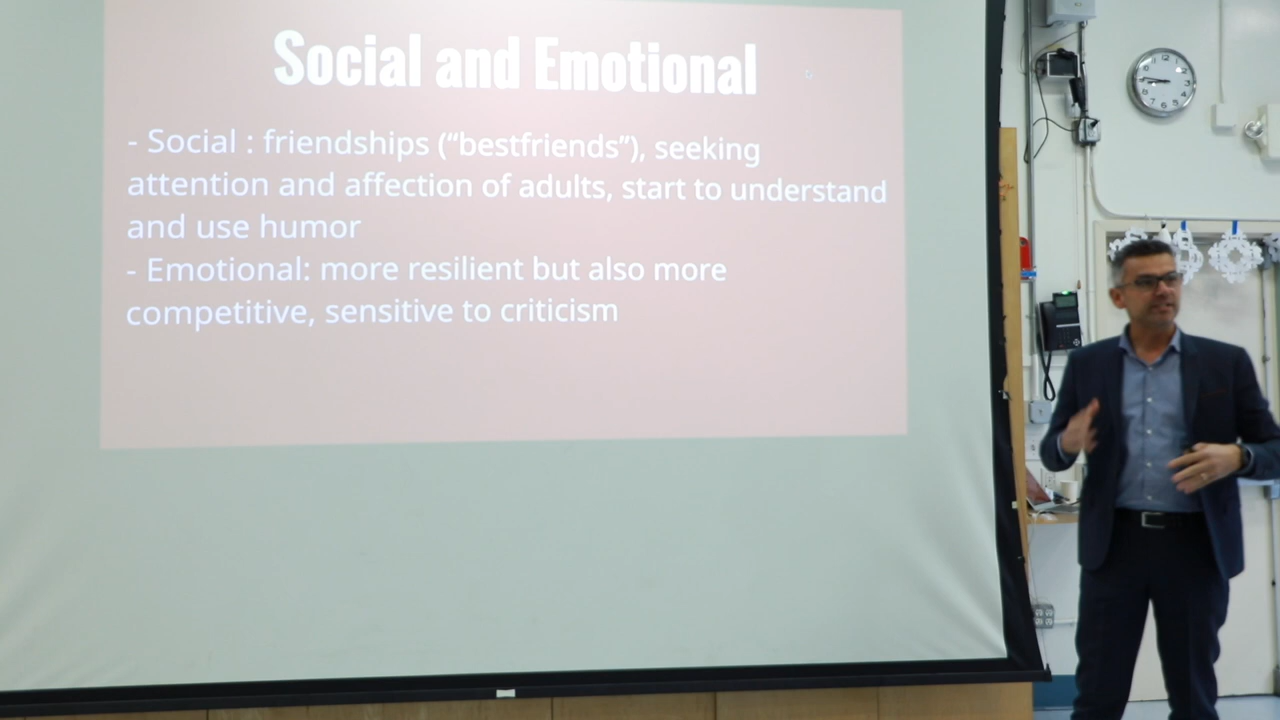 Social and Emotional
- Social : friendships (“bestfriends”), seeking
attention and affection of adults, start to understand
and use humor
- Emotional: more resilient but also more
competitive, sensitive to criticism